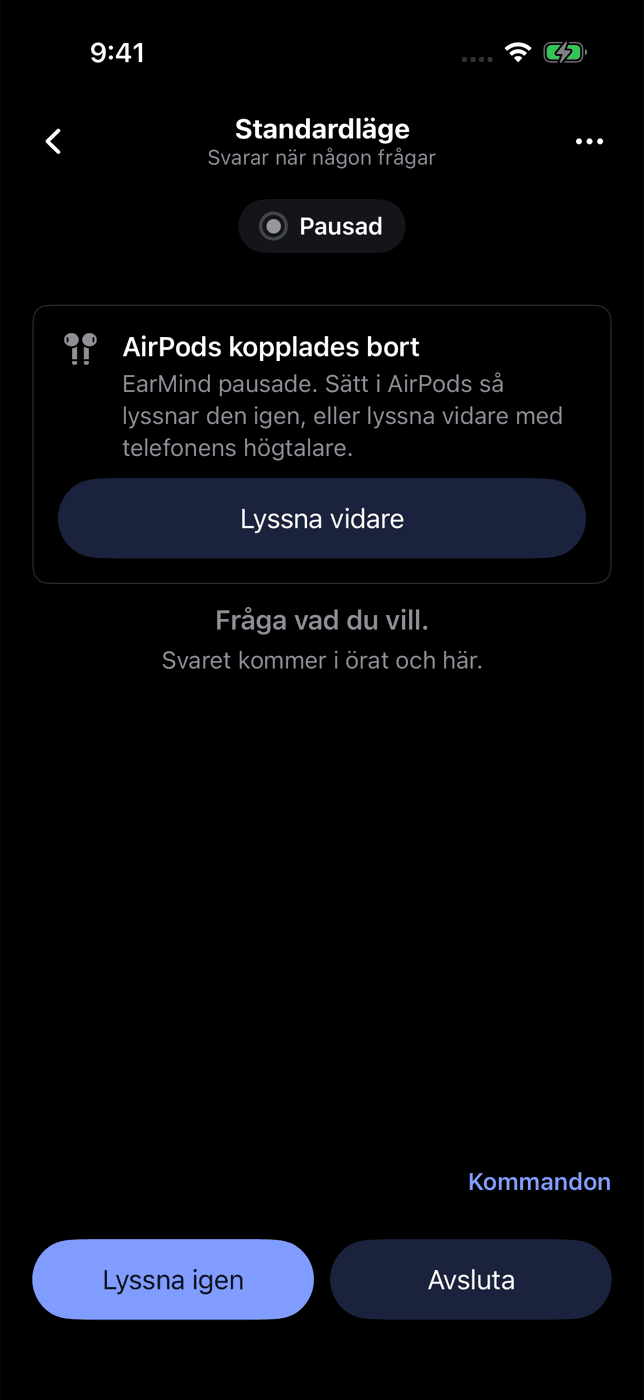 9:41
Standardläge
Svarar när någon frågar
Pausad
AirPods kopplades bort
EarMind pausade. Sätt i AirPods så
lyssnar den igen, eller lyssna vidare med
telefonens högtalare.
Lyssna vidare
Fråga vad du vill.
Svaret kommer i örat och här.
Kommandon
Lyssna igen
Avsluta